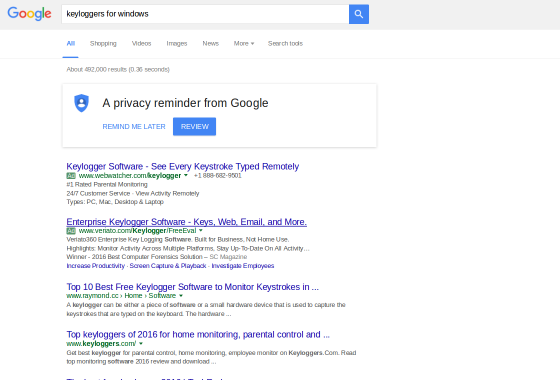 Google
keyloggers for windows
All Shopping Videos Images News More Search tools
About 492,000 results (0.36 seconds)
A privacy reminder from Google
REMIND ME LATER REVIEW
Keylogger Software - See Every Keystroke Typed Remotely
Ad www.webwatcher.com/keylogger +1 888-682-9501
#1 Rated Parental Monitoring
24/7 Customer Service · View Activity Remotely
Types: PC, Mac, Desktop & Laptop
Enterprise Keylogger Software - Keys, Web, Email, and More.
Ad www.veriato.com/Keylogger/FreeEval
Veriato360 Enterprise Key Logging Software. Built for Business, Not Home Use.
Highlights: Monitor Activity Across Multiple Platforms, Stay Up-To-Date On All Activity…
Winner - 2016 Best Computer Forensics Solution – SC Magazine
Increase Productivity · Screen Capture & Playback · Investigate Employees
Top 10 Best Free Keylogger Software to Monitor Keystrokes in ...
www.raymond.cc › Home › Software
A keylogger can be either a piece of software or a small hardware device that is used to capture the
keystrokes that are typed on the keyboard. The hardware ...
Top keyloggers of 2016 for home monitoring, parental control and ...
www.keyloggers.com/
Get best keylogger for parental control, home monitoring, employee monitor on Keyloggers.Com. Read
top monitoring software 2016 review and download ...